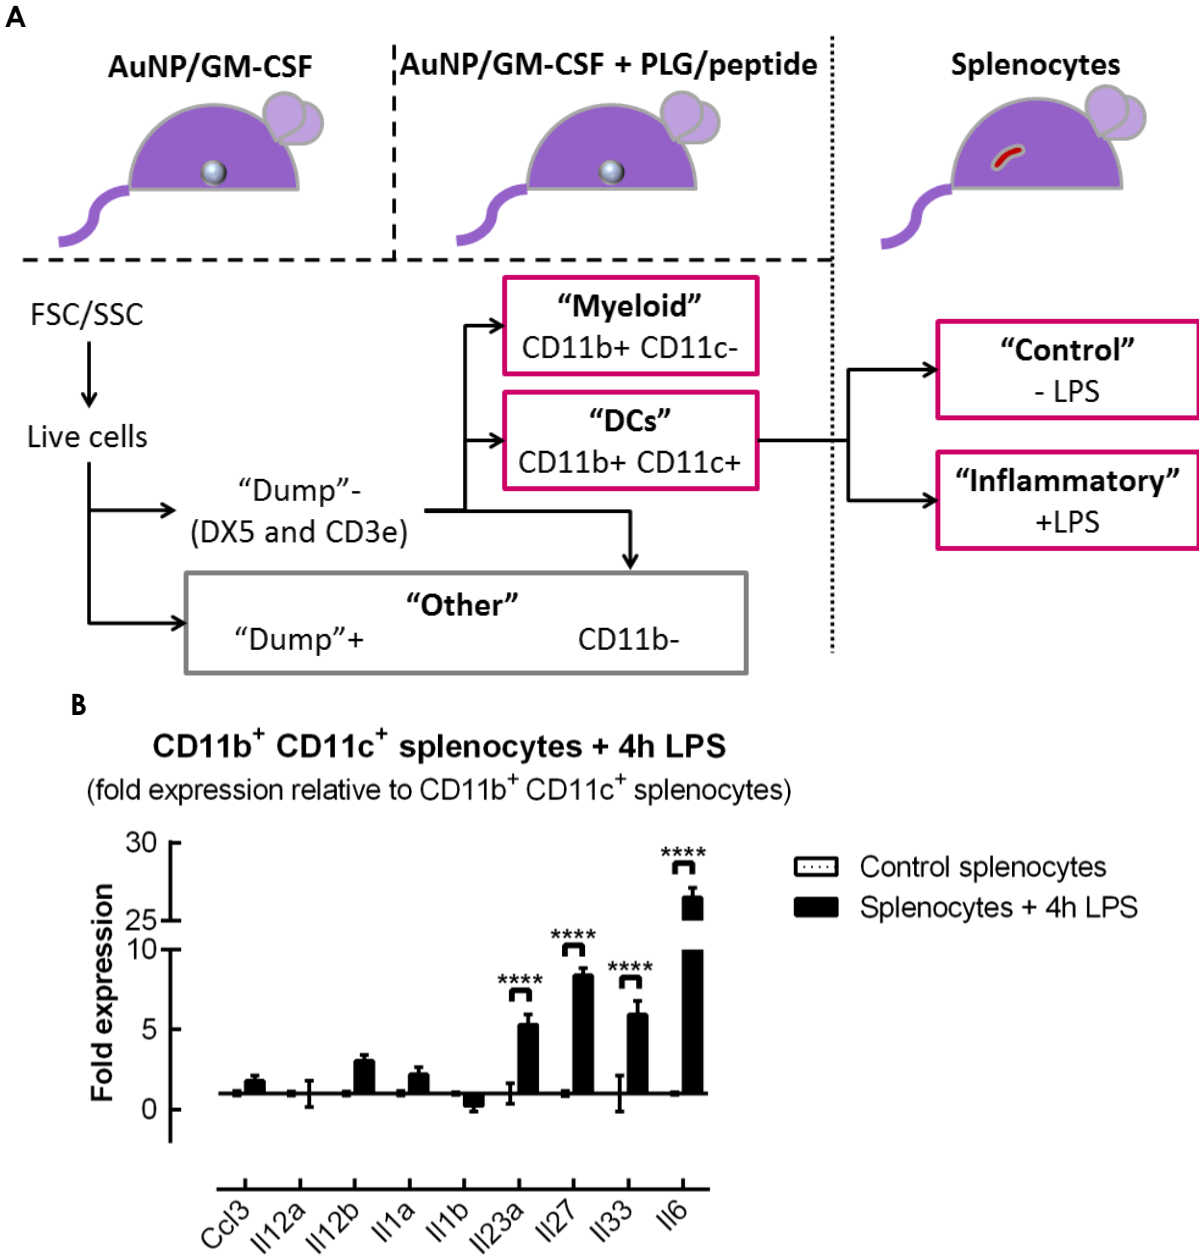 A
AuNP/GM-CSF
AuNP/GM-CSF + PLG/peptide
Splenocytes
FSC/SSC
Live cells
“Dump”-
(DX5 and CD3e)
“Myeloid”
CD11b+ CD11c-
“DCs”
CD11b+ CD11c+
“Control”
- LPS
“Inflammatory”
+LPS
“Other”
“Dump”+
CD11b-
B
CD11b+ CD11c+ splenocytes + 4h LPS
(fold expression relative to CD11b+ CD11c+ splenocytes)
Fold expression
30
25
10
5
0
****
****
****
****
Control splenocytes
Splenocytes + 4h LPS
Ccl3
Il12a
Il12b
Il1a
Il1b
Il23a
Il27
Il33
Il6